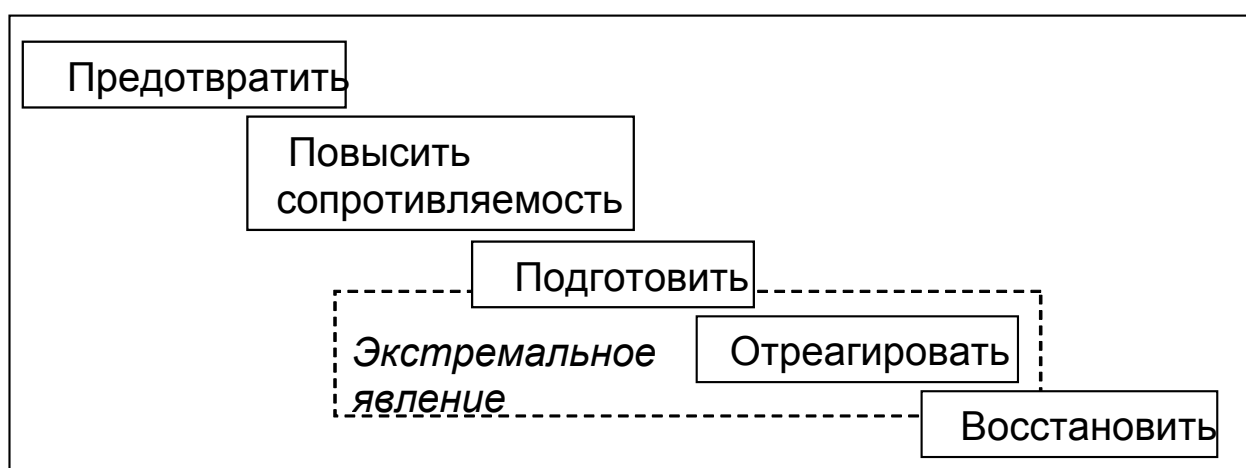 Предотвратить
Повысить
сопротивляемость
Подготовить
Экстремальное
явление
Отреагировать
Восстановить